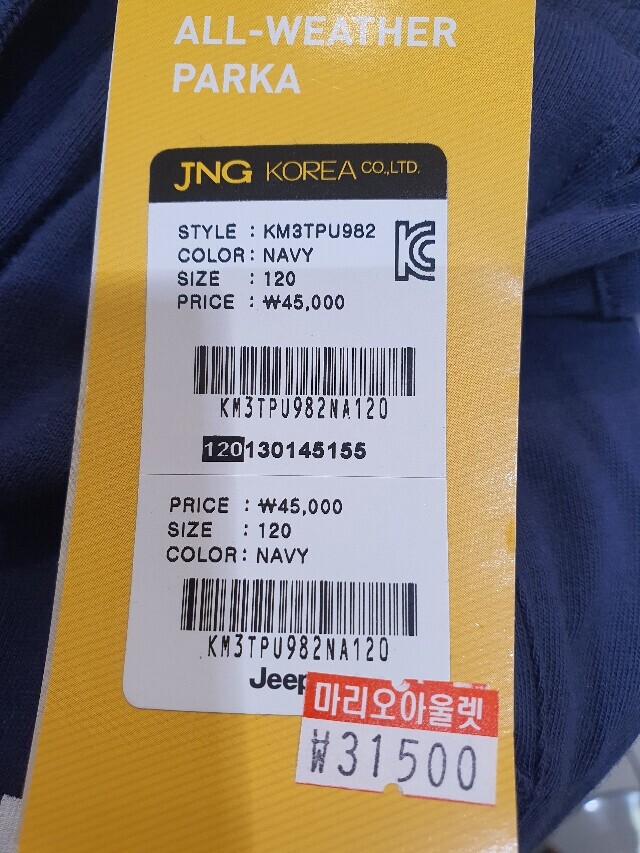 ALL-WEATHER
PARKA
JNG KOREA CO.,LTD.
STYLE : KM3TPU982
COLOR : NAVY
SIZE : 120
PRICE : ₩45,000
KM3TPU982NA120
120130145155
PRICE : ₩45,000
SIZE : 120
COLOR : NAVY
KM3TPU982NA120
Jeep
마리오아울렛
₩31500